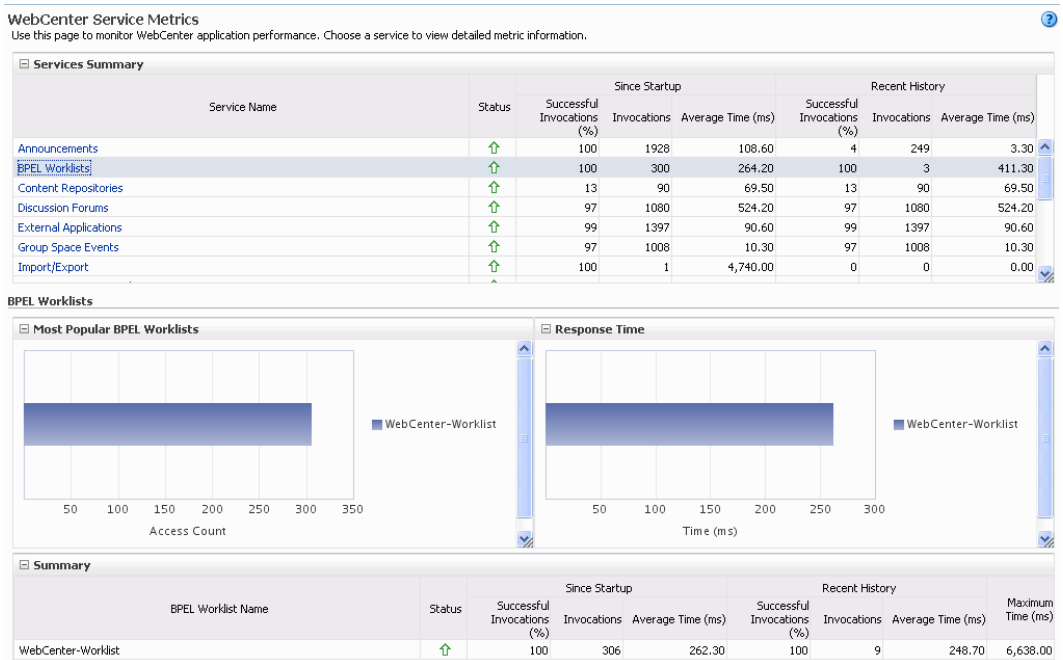 WebCenter Service Metrics
Use this page to monitor WebCenter application performance. Choose a service to view detailed metric information.
Services Summary
Service Name Status Since Startup Recent History
Successful Invocations (%) Invocations Average Time (ms) Successful Invocations (%) Invocations Average Time (ms)
Announcements 100 1928 108.60 4 249 3.30
BPEL Worklists 100 300 264.20 100 3 411.30
Content Repositories 13 90 69.50 13 90 69.50
Discussion Forums 97 1080 524.20 97 1080 524.20
External Applications 99 1397 90.60 99 1397 90.60
Group Space Events 97 1008 10.30 97 1008 10.30
Import/Export 100 1 4,740.00 0 0 0.00
BPEL Worklists
Most Popular BPEL Worklists
WebCenter-Worklist
50 100 150 200 250 300 350
Access Count
Response Time
WebCenter-Worklist
50 100 150 200 250 300
Time (ms)
Summary
BPEL Worklist Name Status Since Startup Recent History Maximum Time (ms)
Successful Invocations (%) Invocations Average Time (ms) Successful Invocations (%) Invocations Average Time (ms)
WebCenter-Worklist 100 306 262.30 100 9 248.70 6,638.00